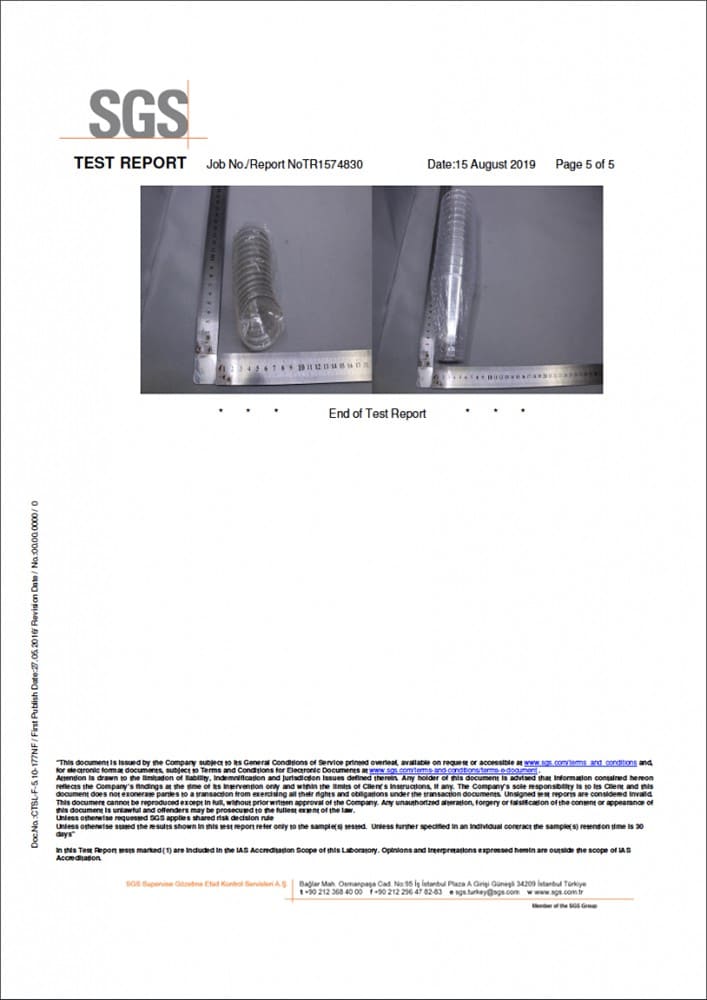 SGS
TEST REPORT Job No./Report NoTR1574830 Date:15 August 2019 Page 5 of 5
1 2 3 4 5 6 7 8 9 10 11 12 13 14 15 16 17
* * * End of Test Report * * *
Doc.No.:CTSL-F-5.10-177NF/ First Publish Date:27.05.2016/ Revision Date / No:00.00.0000 / 0
"This document is issued by the Company subject to its General Conditions of Service printed overleaf, available on request or accessible at www.sgs.com/terms_and_conditions and,
for electronic format documents, subject to Terms and Conditions for Electronic Documents at www.sgs.com/terms-and-conditions/terms-e-document.
Attention is drawn to the limitation of liability, indemnification and jurisdiction issues defined therein. Any holder of this document is advised that information contained hereon
reflects the Company's findings at the time of its intervention only and within the limits of Client's instructions, if any. The Company's sole responsibility is to its Client and this
document does not exonerate parties to a transaction from exercising all their rights and obligations under the transaction documents. Unsigned test reports are considered invalid.
This document cannot be reproduced except in full, without prior written approval of the Company. Any unauthorized alteration, forgery or falsification of the content or appearance of
this document is unlawful and offenders may be prosecuted to the fullest extent of the law.
Unless otherwise requested SGS applies shared risk decision rule
Unless otherwise stated the results shown in this test report refer only to the sample(s) tested. Unless further specified in an individual contract the sample(s) retention time is 30
days"
In this Test Report tests marked (1) are included in the IAS Accreditation Scope of this Laboratory. Opinions and Interpretations expressed herein are outside the scope of IAS
Accreditation.
SGS Supervise Gözetme Etüd Kontrol Servisleri A.Ş. Bağlar Mah. Osmanpaşa Cad. No:95 İş İstanbul Plaza A Girişi Güneşli 34209 İstanbul Türkiye
t +90 212 368 40 00 f +90 212 296 47 82-83 e sgs.turkey@sgs.com w www.sgs.com.tr
Member of the SGS Group